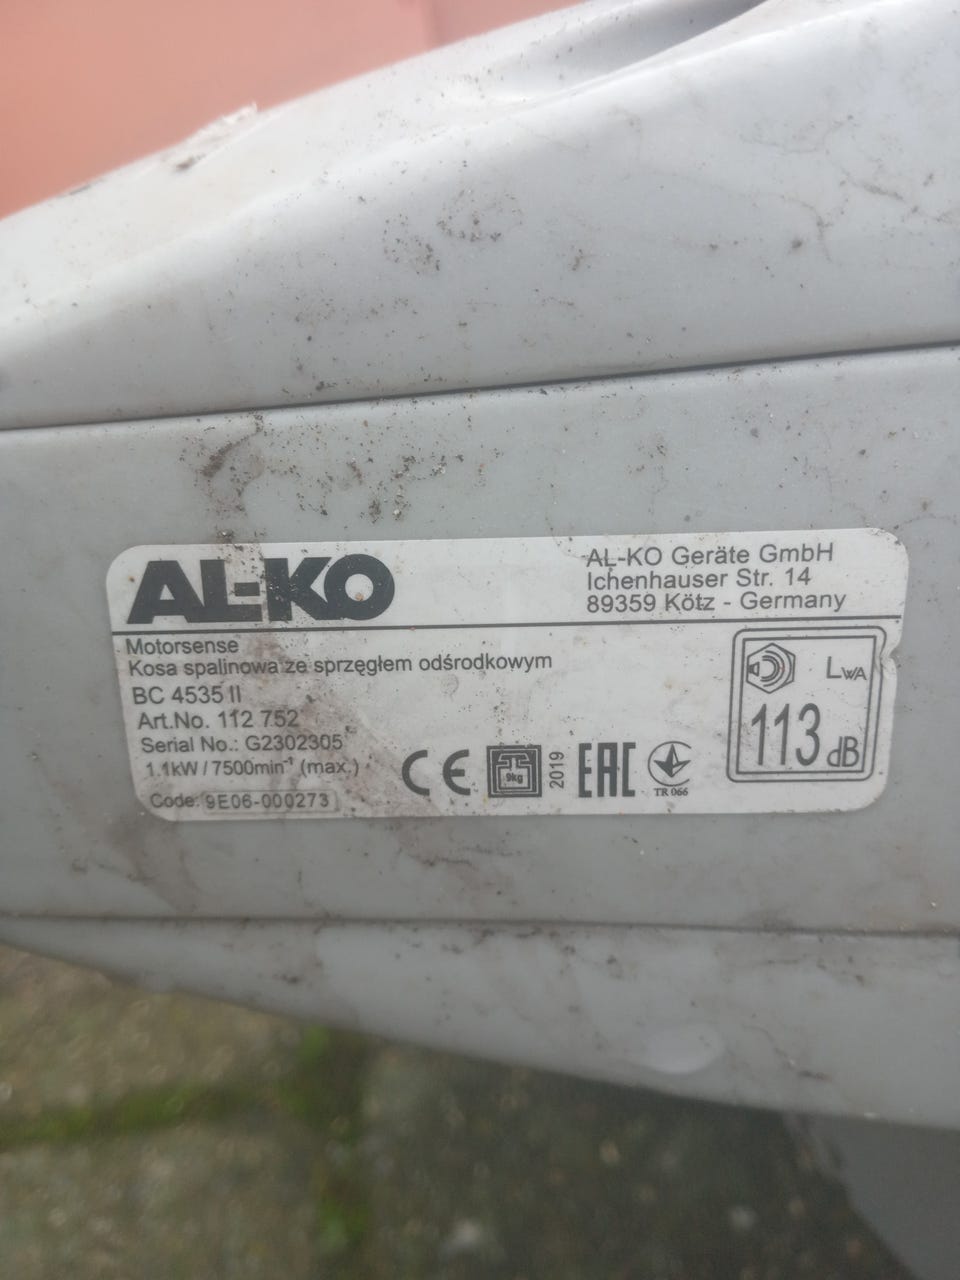 AL-KO
AL-KO Geräte GmbH
Ichenhauser Str. 14
89359 Kötz - Germany
Motorsense
Kosa spalinowa ze sprzęgłem odśrodkowym
BC 4535 II
Art.No. 112 752
Serial No.: G2302305
1.1kW / 7500min⁻¹ (max.)
Code: 9E06-000273
CE
9kg
2019
EAC
TR 066
LWA
113 dB